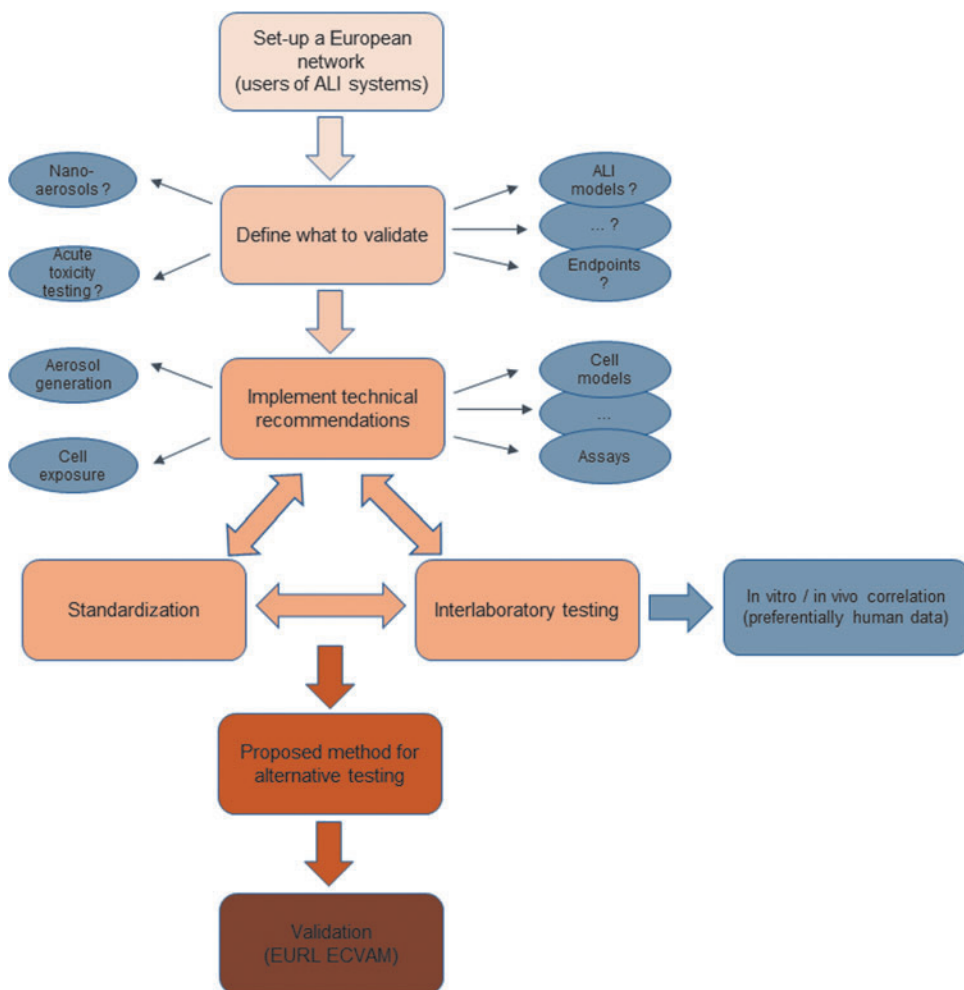 Set-up a European
network
(users of ALI systems)
Nano-
aerosols ?
ALI
models ?
Define what to validate
... ?
Acute
toxicity
testing ?
Endpoints
?
Aerosol
generation
Cell
models
Implement technical
recommendations
...
Cell
exposure
Assays
Standardization
Interlaboratory testing
In vitro / in vivo correlation
(preferentially human data)
Proposed method for
alternative testing
Validation
(EURL ECVAM)